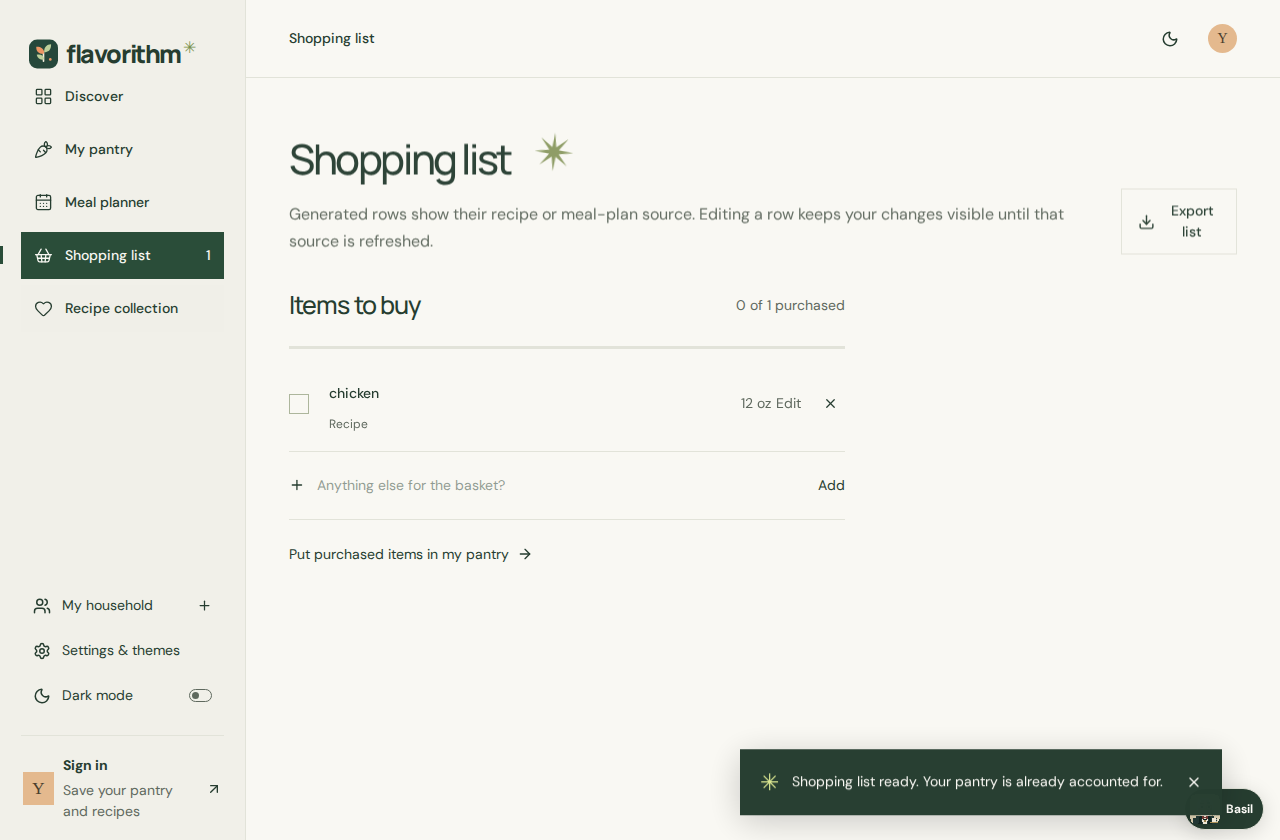 flavorithm
Discover
My pantry
Meal planner
Shopping list 1
Recipe collection
My household
Settings & themes
Dark mode
Y
Sign in
Save your pantry
and recipes
Shopping list
Y
Shopping list
Generated rows show their recipe or meal-plan source. Editing a row keeps your changes visible until that
source is refreshed.
Export
list
Items to buy
0 of 1 purchased
chicken
Recipe
12 oz Edit
Anything else for the basket?
Add
Put purchased items in my pantry
Shopping list ready. Your pantry is already accounted for.
Basil